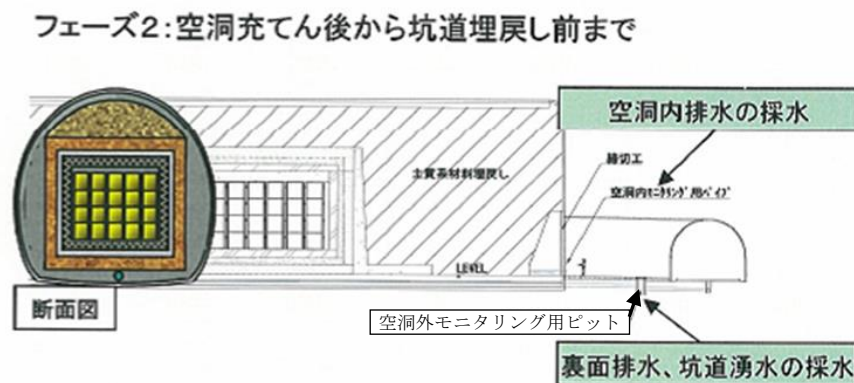 フェーズ2:空洞充てん後から坑道埋戻し前まで
空洞内排水の採水
締切工
土質系材料埋戻し
空洞内モニタリング用パイプ
LEVEL
断面図
空洞外モニタリング用ピット
裏面排水、坑道湧水の採水